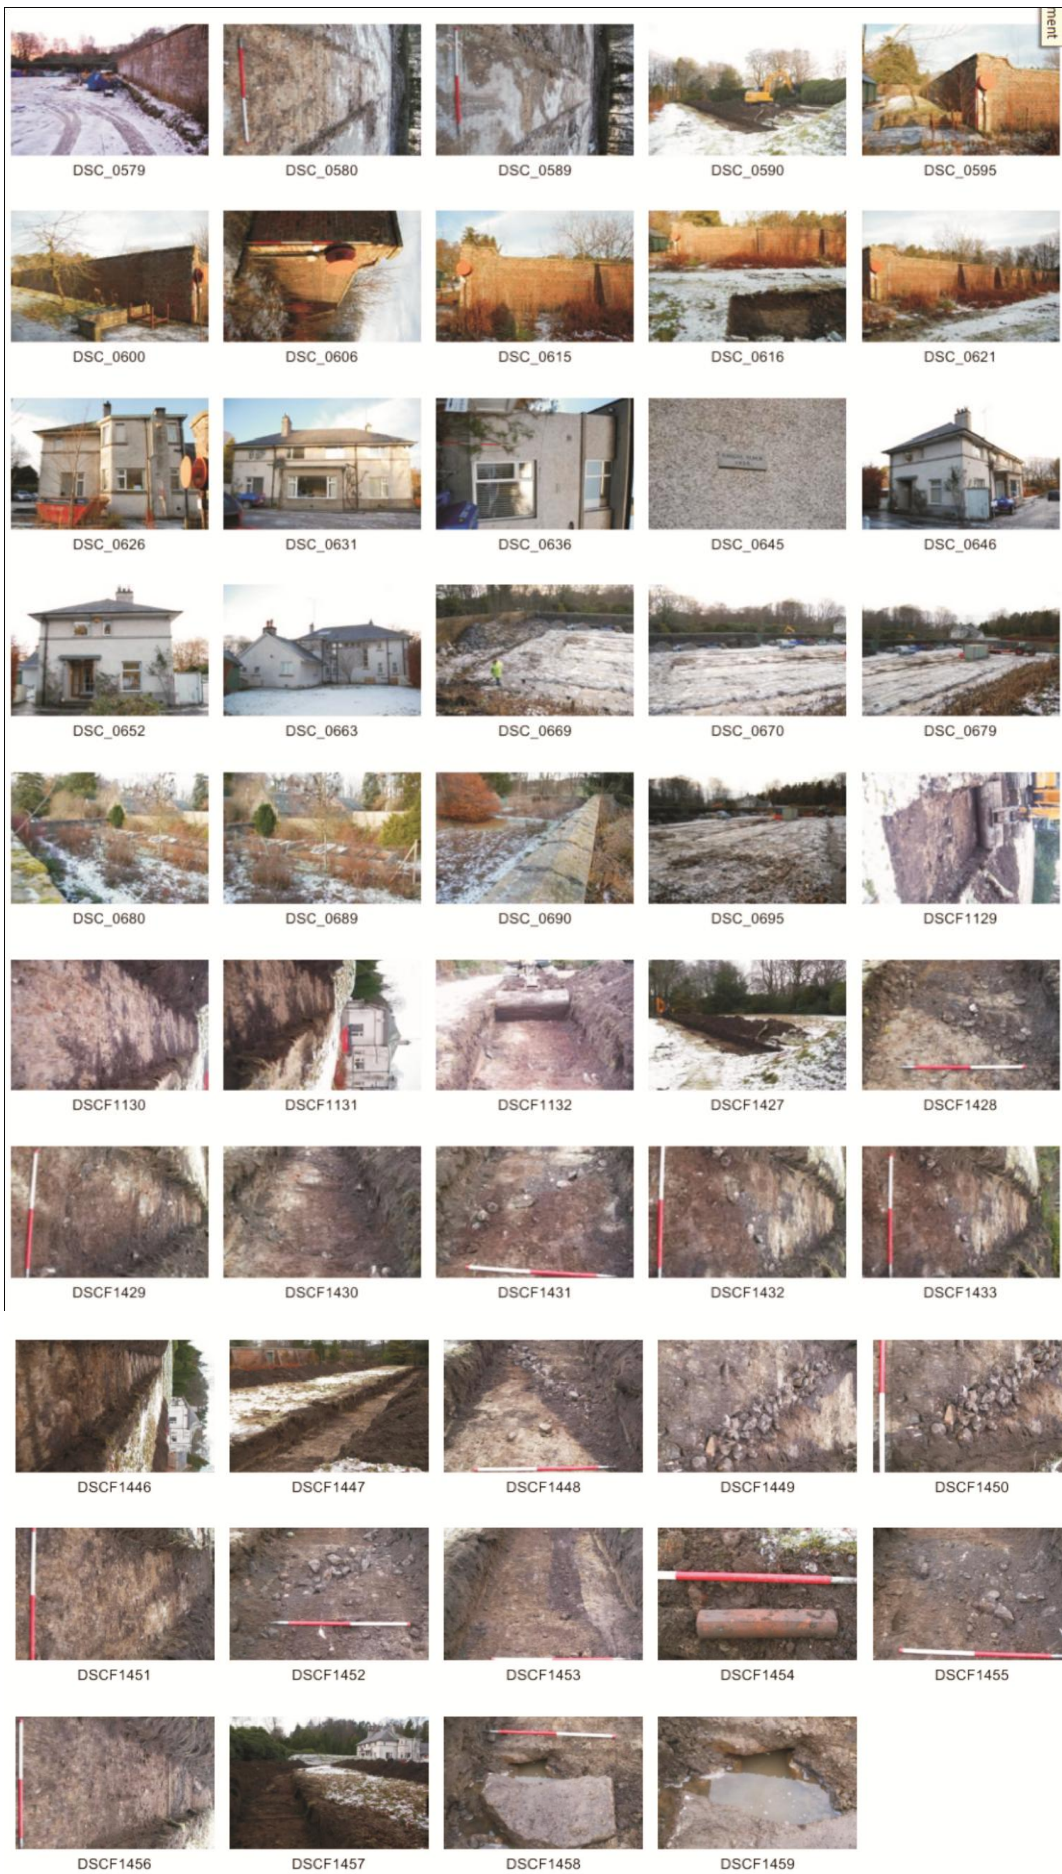 ment
DSC_0579 DSC_0580 DSC_0589 DSC_0590 DSC_0595
DSC_0600 DSC_0606 DSC_0615 DSC_0616 DSC_0621
DSC_0626 DSC_0631 DSC_0636 DSC_0645 DSC_0646
DSC_0652 DSC_0663 DSC_0669 DSC_0670 DSC_0679
DSC_0680 DSC_0689 DSC_0690 DSC_0695 DSCF1129
DSCF1130 DSCF1131 DSCF1132 DSCF1427 DSCF1428
DSCF1429 DSCF1430 DSCF1431 DSCF1432 DSCF1433
DSCF1446 DSCF1447 DSCF1448 DSCF1449 DSCF1450
DSCF1451 DSCF1452 DSCF1453 DSCF1454 DSCF1455
DSCF1456 DSCF1457 DSCF1458 DSCF1459